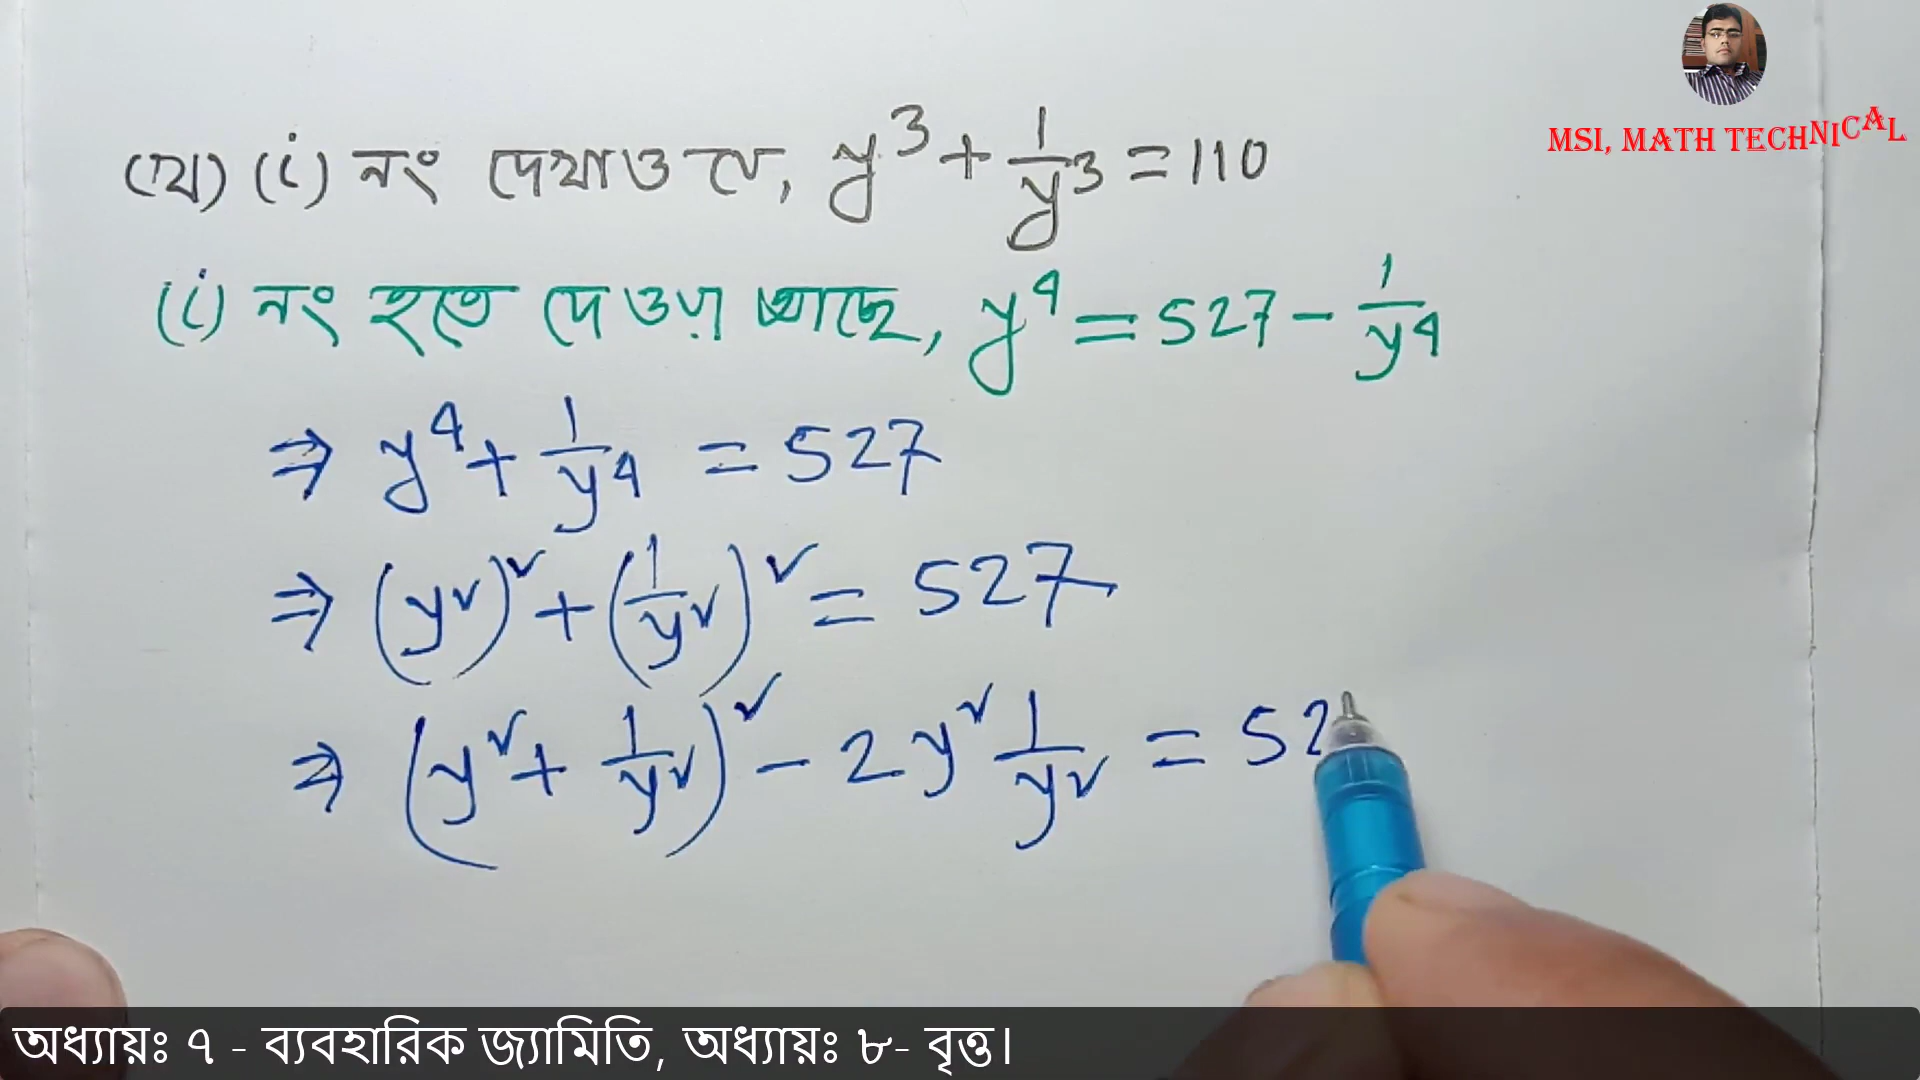 MSI, MATH TECHNICAL
(খ) (i) নং দেখাও যে, y³ + 1/y³ = 110
(i) নং হতে দেওয়া আছে, y⁴ = 527 - 1/y⁴
⇒ y⁴ + 1/y⁴ = 527
⇒ (y²)² + (1/y²)² = 527
⇒ (y² + 1/y²)² - 2y² 1/y² = 52
অধ্যায়ঃ ৭ - ব্যবহারিক জ্যামিতি, অধ্যায়ঃ ৮- বৃত্ত।